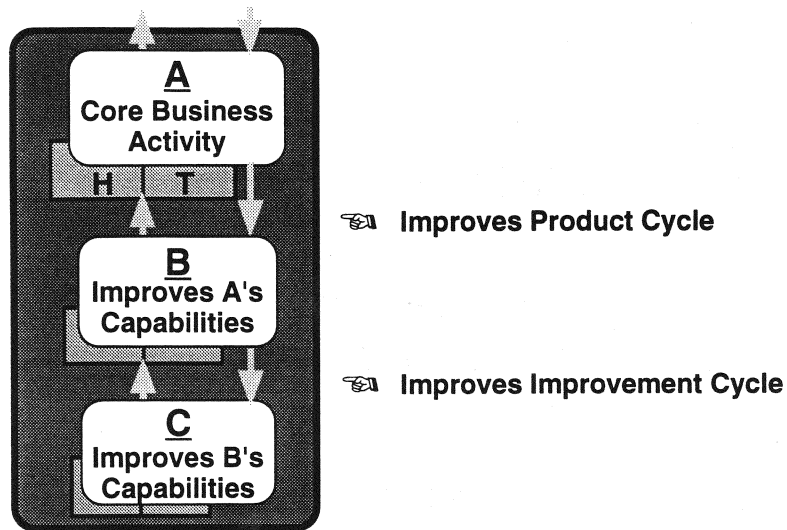 A
Core Business
Activity
H T
Improves Product Cycle
B
Improves A's
Capabilities
Improves Improvement Cycle
C
Improves B's
Capabilities